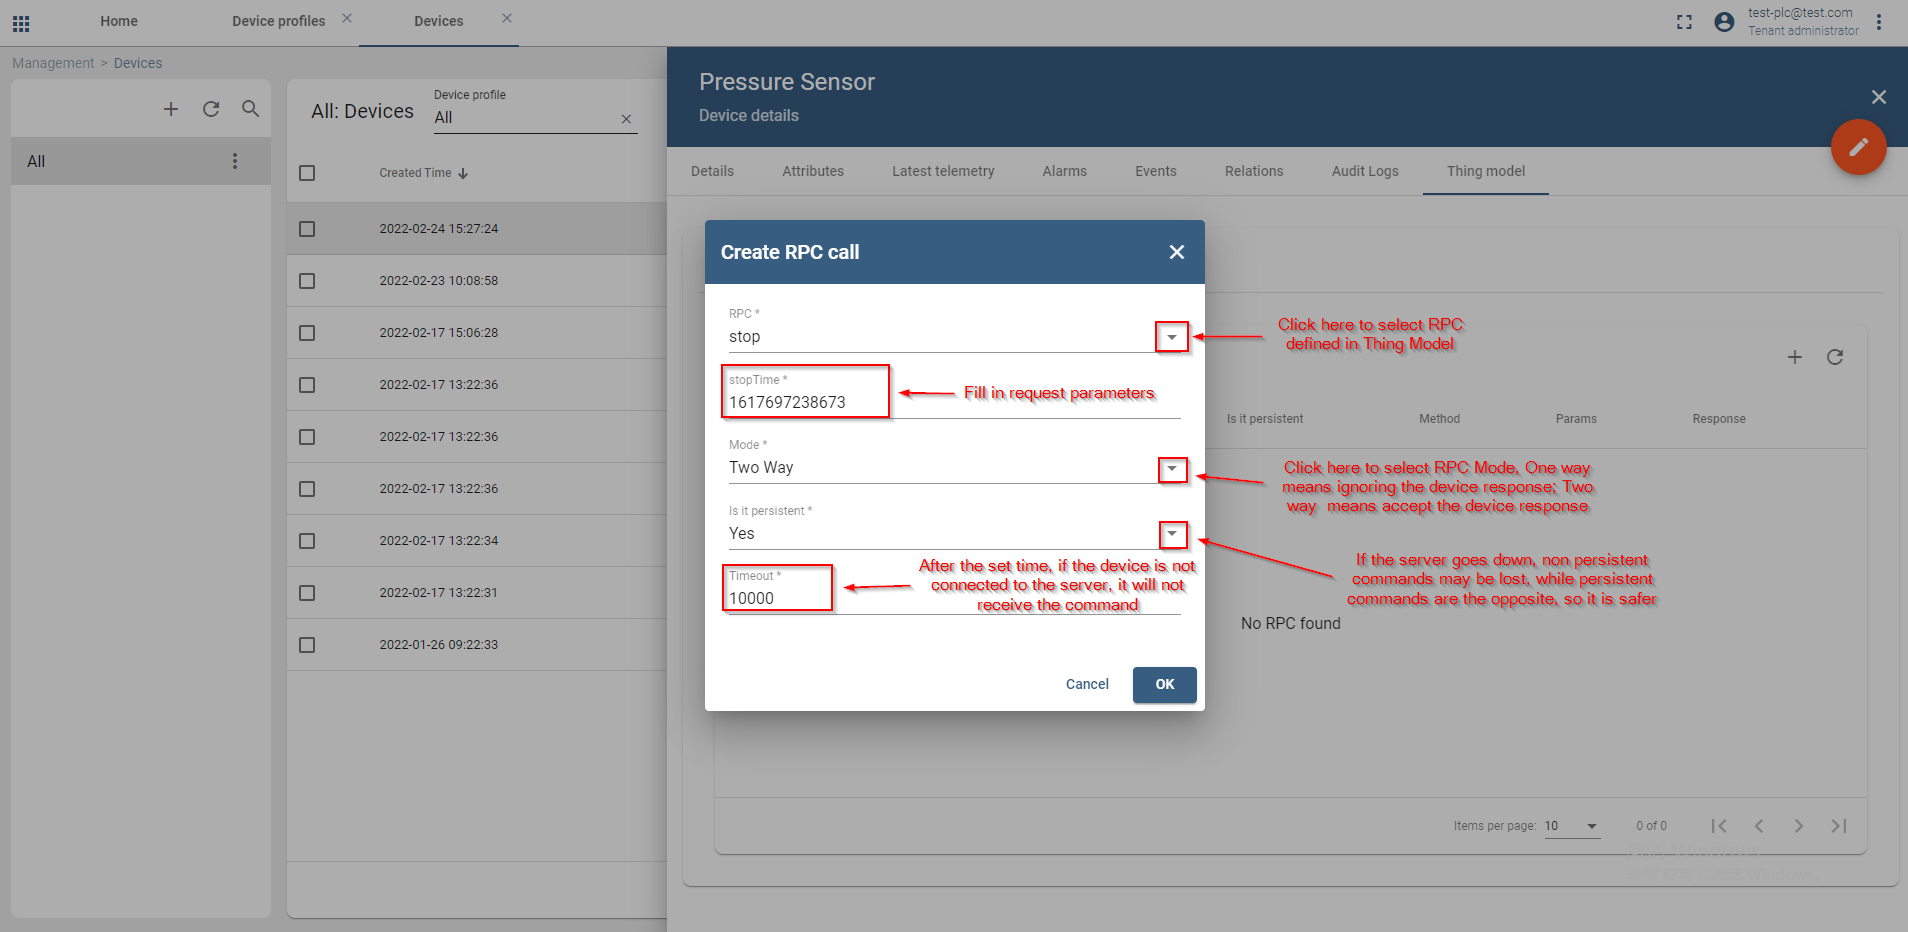 Home
Device profiles
Devices
test-plc@test.com
Tenant administrator
Management > Devices
All
All: Devices
Device profile
All
Created Time
2022-02-24 15:27:24
2022-02-23 10:08:58
2022-02-17 15:06:28
2022-02-17 13:22:36
2022-02-17 13:22:36
2022-02-17 13:22:36
2022-02-17 13:22:34
2022-02-17 13:22:31
2022-01-26 09:22:33
Pressure Sensor
Device details
Details
Attributes
Latest telemetry
Alarms
Events
Relations
Audit Logs
Thing model
Create RPC call
RPC *
stop
Click here to select RPC
defined in Thing Model
stopTime *
1617697238673
Fill in request parameters
Is it persistent
Method
Params
Response
Mode *
Two Way
Click here to select RPC Mode, One way
means ignoring the device response; Two
way  means accept the device response
Is it persistent *
Yes
If the server goes down, non persistent
commands may be lost, while persistent
commands are the opposite, so it is safer
Timeout *
10000
After the set time, if the device is not
connected to the server, it will not
receive the command
No RPC found
Cancel
OK
Items per page:
10
0 of 0